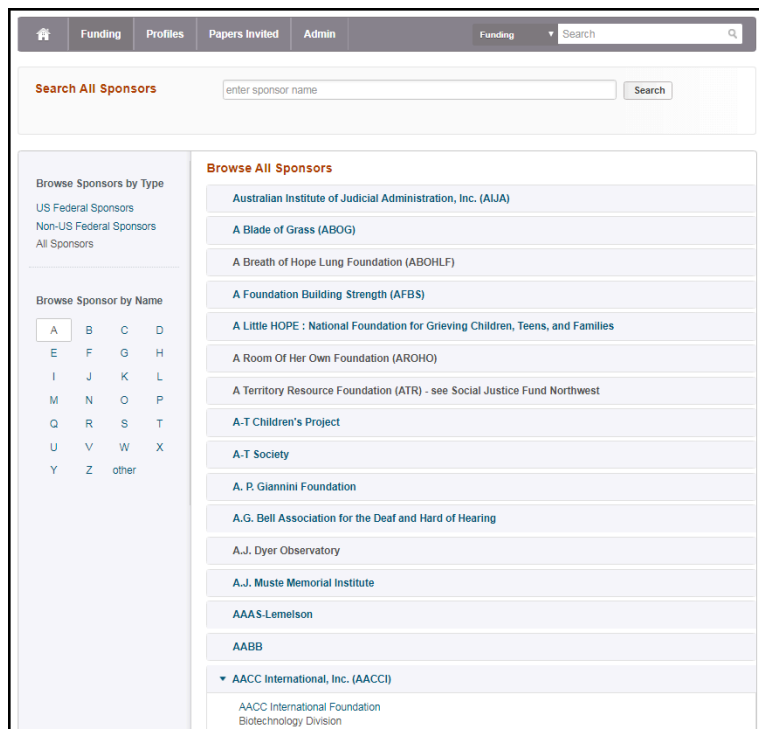 Funding Profiles Papers Invited Admin Funding Search
Search All Sponsors enter sponsor name Search
Browse Sponsors by Type
US Federal Sponsors
Non-US Federal Sponsors
All Sponsors
Browse Sponsor by Name
A B C D
E F G H
I J K L
M N O P
Q R S T
U V W X
Y Z other
Browse All Sponsors
Australian Institute of Judicial Administration, Inc. (AIJA)
A Blade of Grass (ABOG)
A Breath of Hope Lung Foundation (ABOHLF)
A Foundation Building Strength (AFBS)
A Little HOPE : National Foundation for Grieving Children, Teens, and Families
A Room Of Her Own Foundation (AROHO)
A Territory Resource Foundation (ATR) - see Social Justice Fund Northwest
A-T Children's Project
A-T Society
A. P. Giannini Foundation
A.G. Bell Association for the Deaf and Hard of Hearing
A.J. Dyer Observatory
A.J. Muste Memorial Institute
AAAS-Lemelson
AABB
AACC International, Inc. (AACCI)
AACC International Foundation
Biotechnology Division